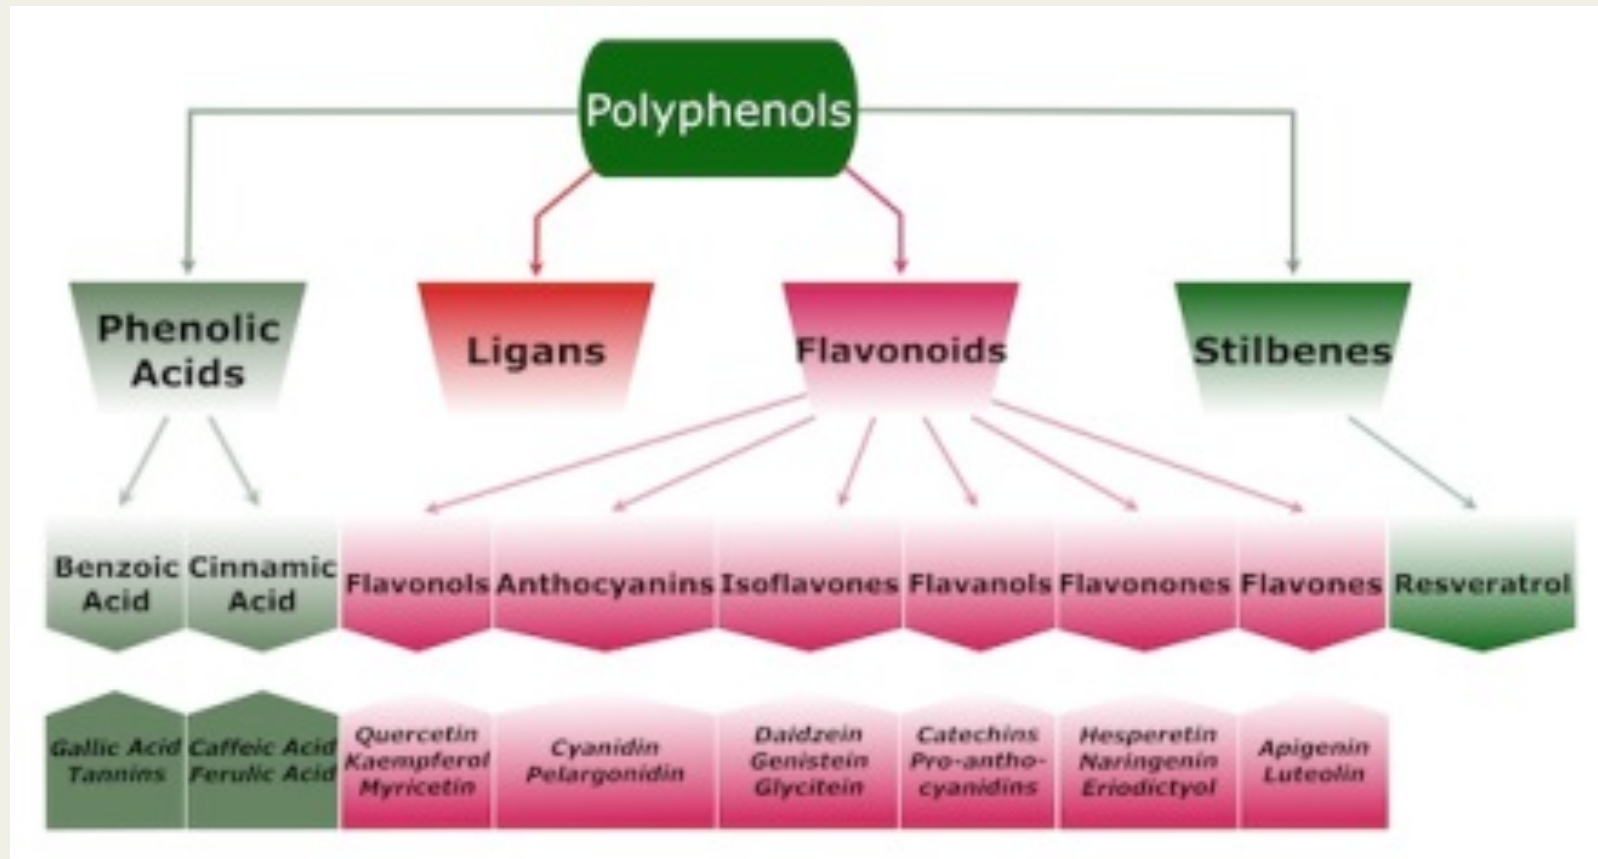 Polyphenols
Phenolic
Acids
Ligans
Flavonoids
Stilbenes
Benzoic
Acid
Cinnamic
Acid
Flavonols
Anthocyanins
Isoflavones
Flavanols
Flavonones
Flavones
Resveratrol
Gallic Acid
Tannins
Caffeic Acid
Ferulic Acid
Quercetin
Kaempferol
Myricetin
Cyanidin
Pelargonidin
Daidzein
Genistein
Glycitein
Catechins
Pro-antho-
cyanidins
Hesperetin
Naringenin
Eriodictyol
Apigenin
Luteolin